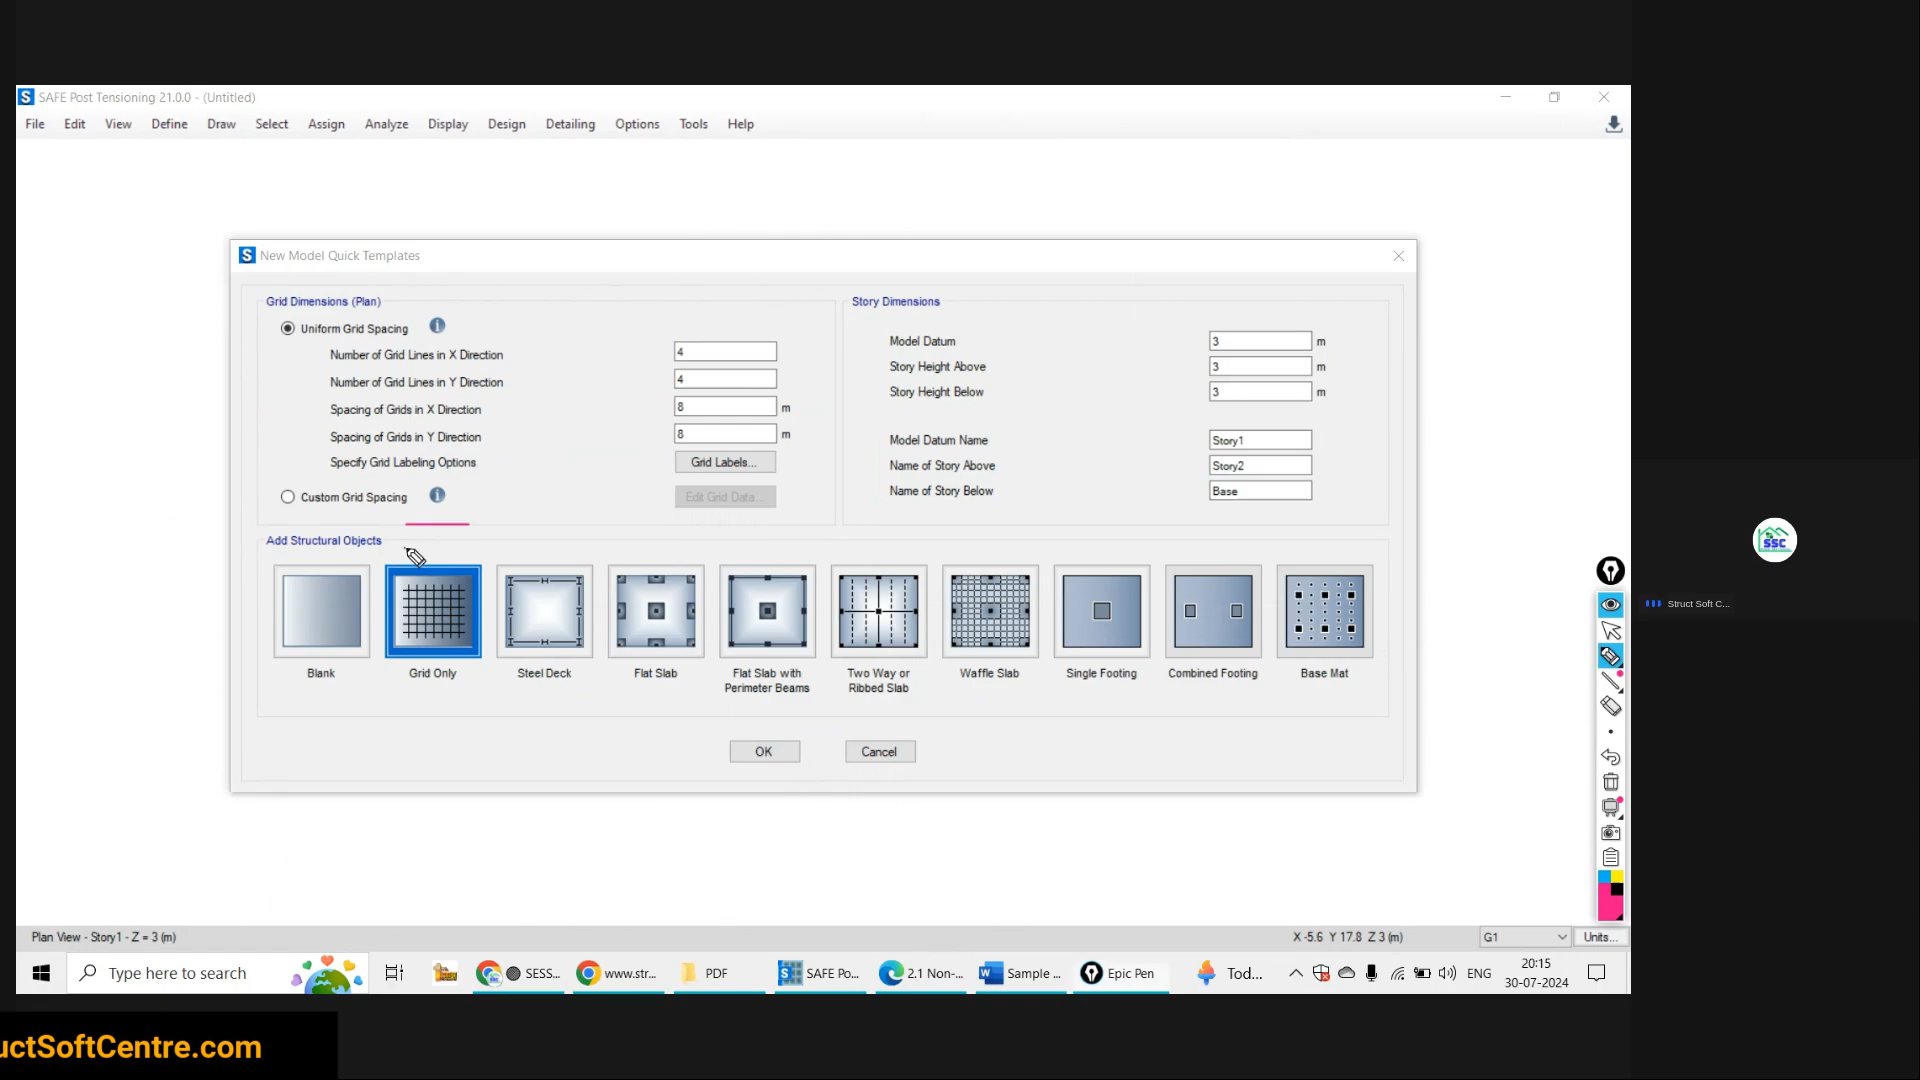 SAFE Post Tensioning 21.0.0 - (Untitled)
File Edit View Define Draw Select Assign Analyze Display Design Detailing Options Tools Help
New Model Quick Templates
Grid Dimensions (Plan)
Uniform Grid Spacing
Number of Grid Lines in X Direction 4
Number of Grid Lines in Y Direction 4
Spacing of Grids in X Direction 8 m
Spacing of Grids in Y Direction 8 m
Specify Grid Labeling Options Grid Labels...
Custom Grid Spacing Edit Grid Data...
Story Dimensions
Model Datum 3 m
Story Height Above 3 m
Story Height Below 3 m
Model Datum Name Story1
Name of Story Above Story2
Name of Story Below Base
Add Structural Objects
Blank
Grid Only
Steel Deck
Flat Slab
Flat Slab with
Perimeter Beams
Two Way or
Ribbed Slab
Waffle Slab
Single Footing
Combined Footing
Base Mat
OK Cancel
SSC
Struct Soft C...
Plan View - Story1 - Z = 3 (m) X -5.6 Y 17.8 Z 3 (m) G1 Units...
Type here to search SESS... www.str... PDF SAFE Po... 2.1 Non-... Sample ... Epic Pen Tod... ENG
20:15
30-07-2024
uctSoftCentre.com